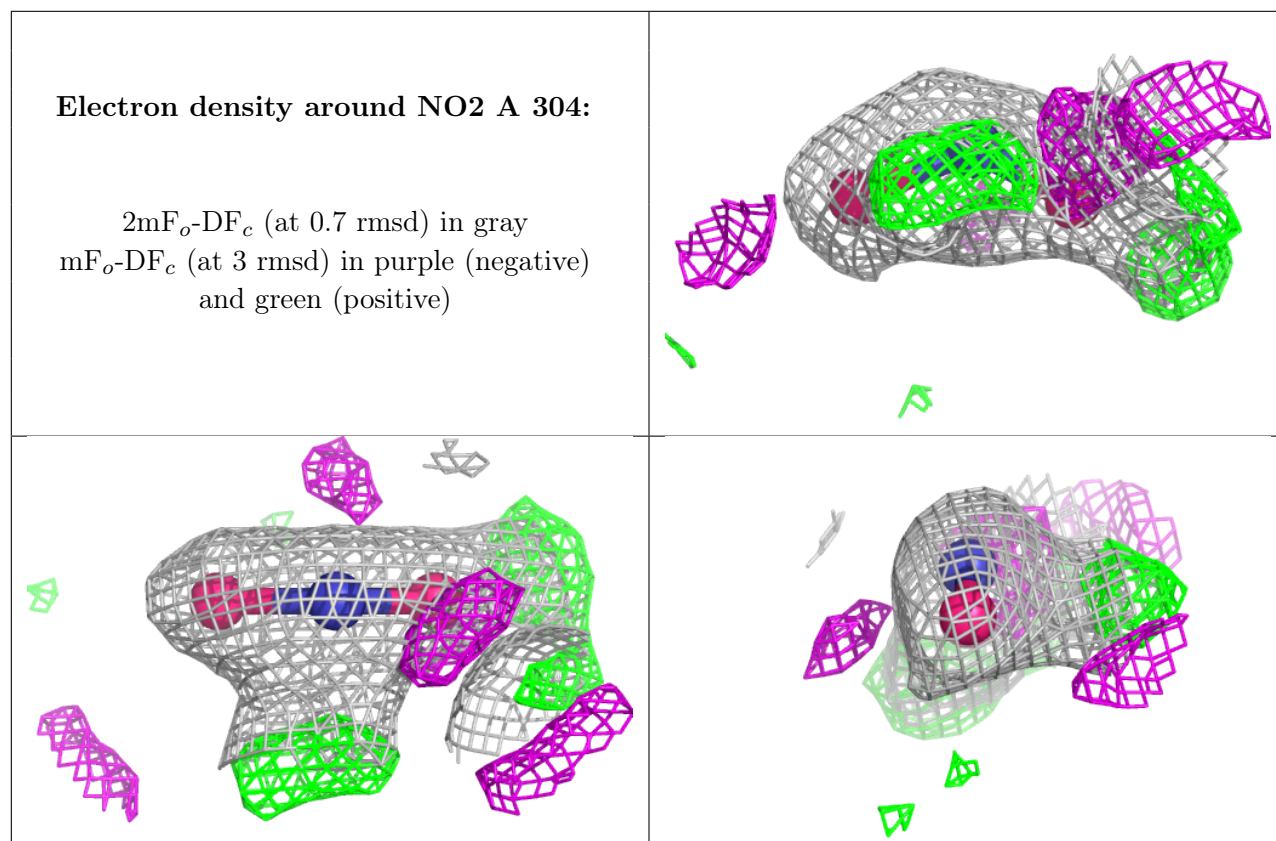 Electron density around NO2 A 304:
2mFo-DFc (at 0.7 rmsd) in gray
mFo-DFc (at 3 rmsd) in purple (negative)
and green (positive)